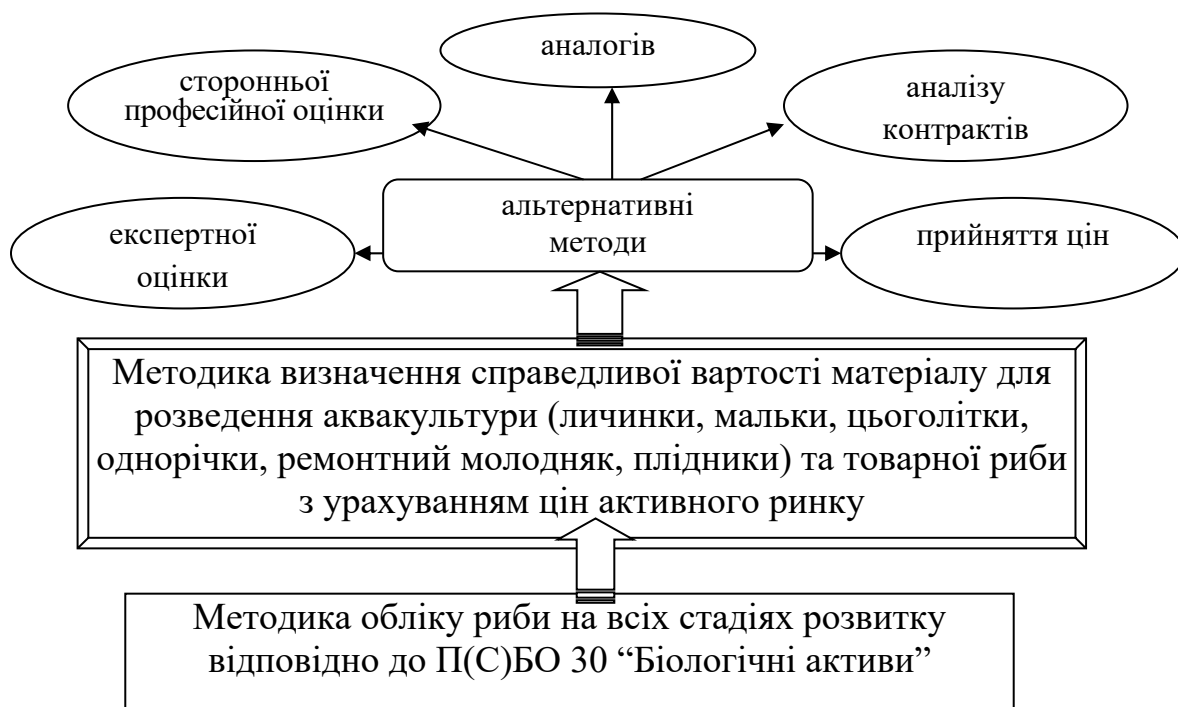 аналогів
сторонньої
професійної оцінки
аналізу
контрактів
альтернативні
методи
експертної
оцінки
прийняття цін
Методика визначення справедливої вартості матеріалу для
розведення аквакультури (личинки, мальки, цьоголітки,
однорічки, ремонтний молодняк, плідники) та товарної риби
з урахуванням цін активного ринку
Методика обліку риби на всіх стадіях розвитку
відповідно до П(С)БО 30 “Біологічні активи”